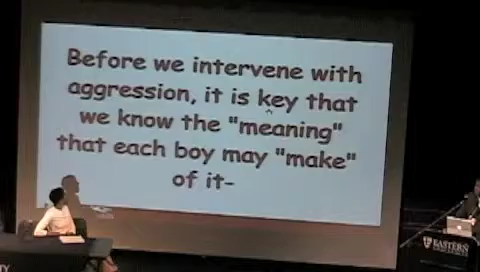 Before we intervene with
aggression, it is key that
we know the "meaning"
that each boy may "make"
of it-
EASTERN